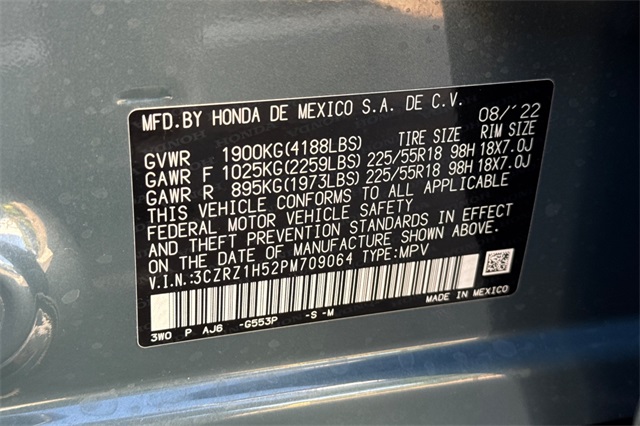 MFD.BY HONDA DE MEXICO S.A. DE C.V. 08/'22
GVWR 1900KG(4188LBS) TIRE SIZE RIM SIZE
GAWR F 1025KG(2259LBS) 225/55R18 98H 18X7.0J
GAWR R 895KG(1973LBS) 225/55R18 98H 18X7.0J
THIS VEHICLE CONFORMS TO ALL APPLICABLE
FEDERAL MOTOR VEHICLE SAFETY
AND THEFT PREVENTION STANDARDS IN EFFECT
ON THE DATE OF MANUFACTURE SHOWN ABOVE.
V.I.N.:3CZRZ1H52PM709064 TYPE:MPV
3WO P AJ6 -G553P -S -M MADE IN MEXICO